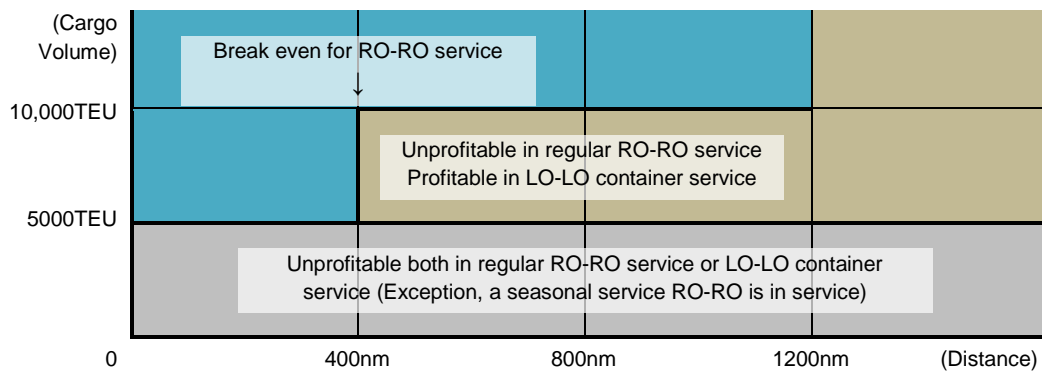 (Cargo
Volume)
Break even for RO-RO service
↓
10,000TEU
Unprofitable in regular RO-RO service
Profitable in LO-LO container service
5000TEU
Unprofitable both in regular RO-RO service or LO-LO container
service (Exception, a seasonal service RO-RO is in service)
0 400nm 800nm 1200nm (Distance)